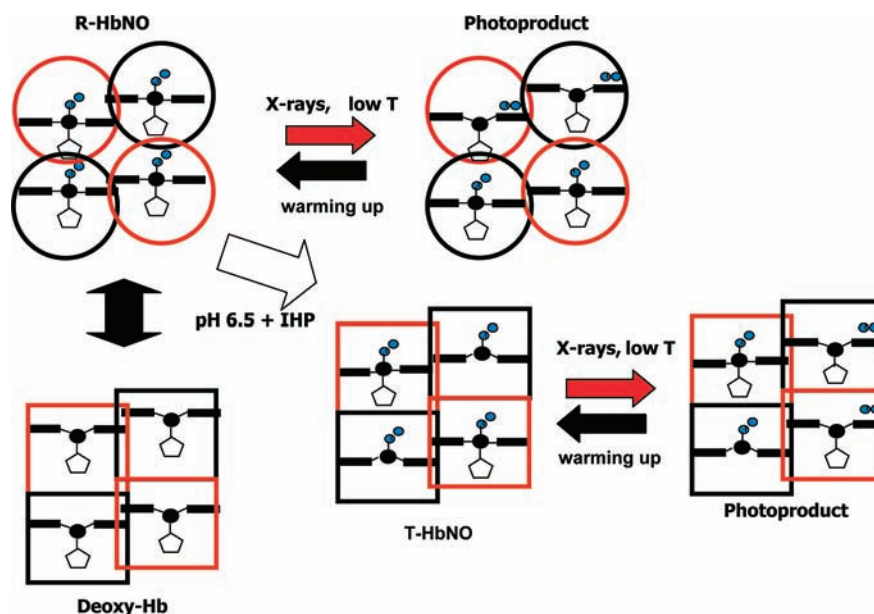 R-HbNO
Photoproduct
X-rays, low T
warming up
pH 6.5 + IHP
X-rays, low T
warming up
T-HbNO
Photoproduct
Deoxy-Hb